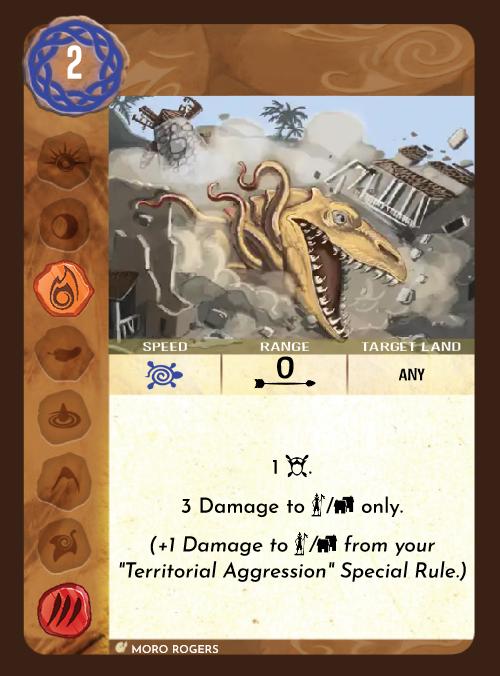 2
SPEED RANGE TARGET LAND
0
ANY
1 .
3 Damage to / only.
(+1 Damage to / from your
"Territorial Aggression" Special Rule.)
MORO ROGERS